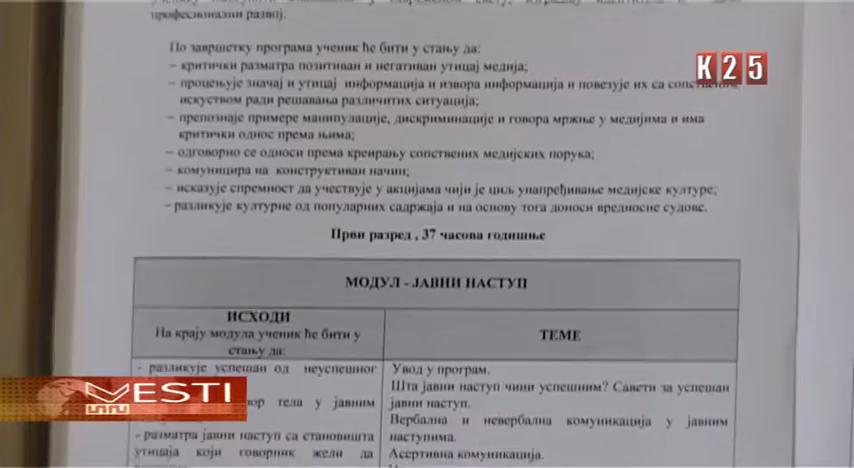 професионални развој.
По завршетку програма ученик ће бити у стању да:
– критички разматра позитиван и негативан утицај медија;
– процењује значај и утицај информација и извора информација и повезује их са сопственим
искуством ради решавања различитих ситуација;
– препознаје примере манипулације, дискриминације и говора мржње у медијима и има
критички однос према њима;
– одговорно се односи према креирању сопствених медијских порука;
– комуницира на конструктиван начин;
– исказује спремност да учествује у акцијама чији је циљ унапређивање медијске културе;
– разликује културне од популарних садржаја и на основу тога доноси вредносне судове.
Први разред , 37 часова годишње
МОДУЛ - ЈАВНИ НАСТУП
ИСХОДИ
На крају модула ученик ће бити у
стању да:
- разликује успешан од неуспешног
тела у јавним
- разматра јавни наступ са становишта
утицаја који говорник жели да
ТЕМЕ
Увод у програм.
Шта јавни наступ чини успешним? Савети за успешан
јавни наступ.
Вербална и невербална комуникација у јавним
наступима.
Асертивна комуникација.
K25
VESTI